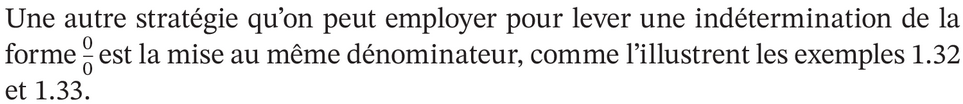 Une autre stratégie qu’on peut employer pour lever une indétermination de la
forme 0/0 est la mise au même dénominateur, comme l’illustrent les exemples 1.32
et 1.33.